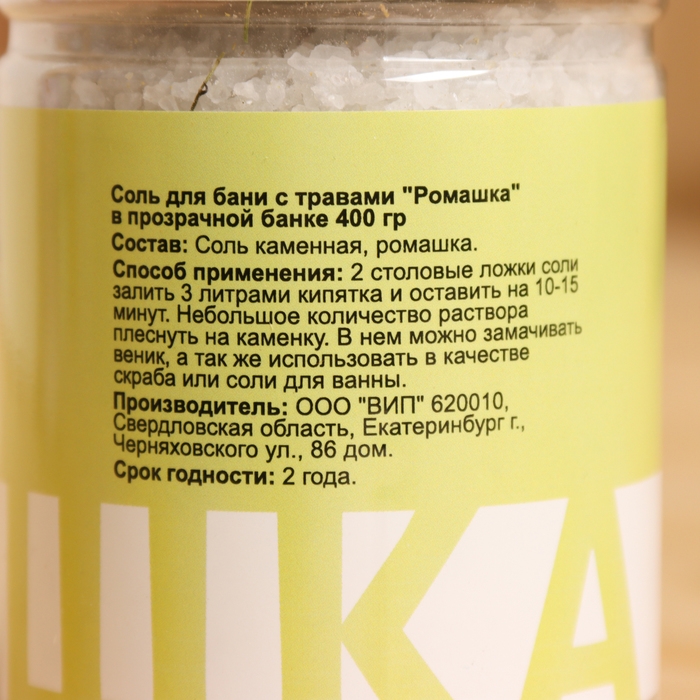 Соль для бани с травами "Ромашка"
в прозрачной банке 400 гр
Состав: Соль каменная, ромашка.
Способ применения: 2 столовые ложки соли
залить 3 литрами кипятка и оставить на 10-15
минут. Небольшое количество раствора
плеснуть на каменку. В нем можно замачивать
веник, а так же использовать в качестве
скраба или соли для ванны.
Производитель: ООО "ВИП" 620010,
Свердловская область, Екатеринбург г.,
Черняховского ул., 86 дом.
Срок годности: 2 года.
ШКА